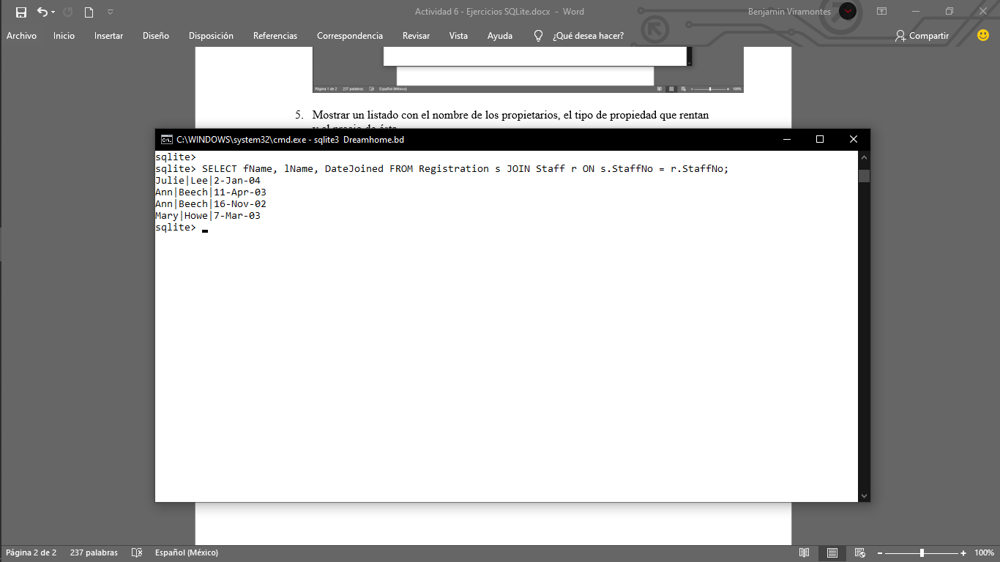 Actividad 6 - Ejercicios SQLite.docx - Word
Benjamin Viramontes
Archivo Inicio Insertar Diseño Disposición Referencias Correspondencia Revisar Vista Ayuda ¿Qué desea hacer? Compartir
Página 1 de 2 237 palabras Español (México) 100%
5. Mostrar un listado con el nombre de los propietarios, el tipo de propiedad que rentan
y el precio de ésta
C:\WINDOWS\system32\cmd.exe - sqlite3 Dreamhome.bd
sqlite>
sqlite> SELECT fName, lName, DateJoined FROM Registration s JOIN Staff r ON s.StaffNo = r.StaffNo;
Julie|Lee|2-Jan-04
Ann|Beech|11-Apr-03
Ann|Beech|16-Nov-02
Mary|Howe|7-Mar-03
sqlite>
Página 2 de 2 237 palabras Español (México) 100%